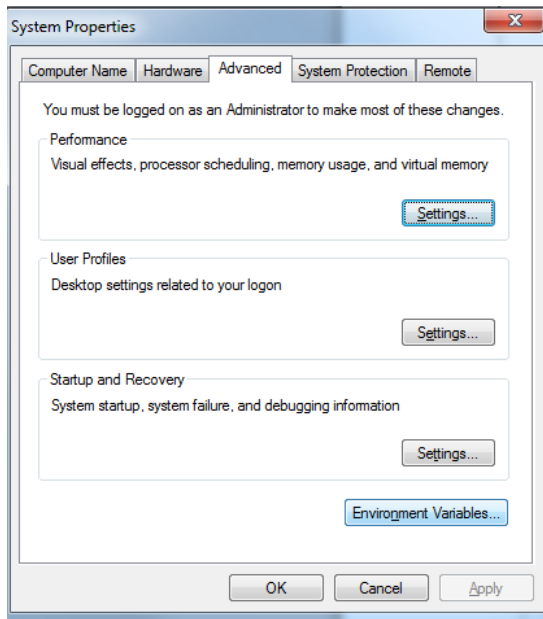 System Properties
Computer Name Hardware Advanced System Protection Remote
You must be logged on as an Administrator to make most of these changes.
Performance
Visual effects, processor scheduling, memory usage, and virtual memory
Settings...
User Profiles
Desktop settings related to your logon
Settings...
Startup and Recovery
System startup, system failure, and debugging information
Settings...
Environment Variables...
OK Cancel Apply